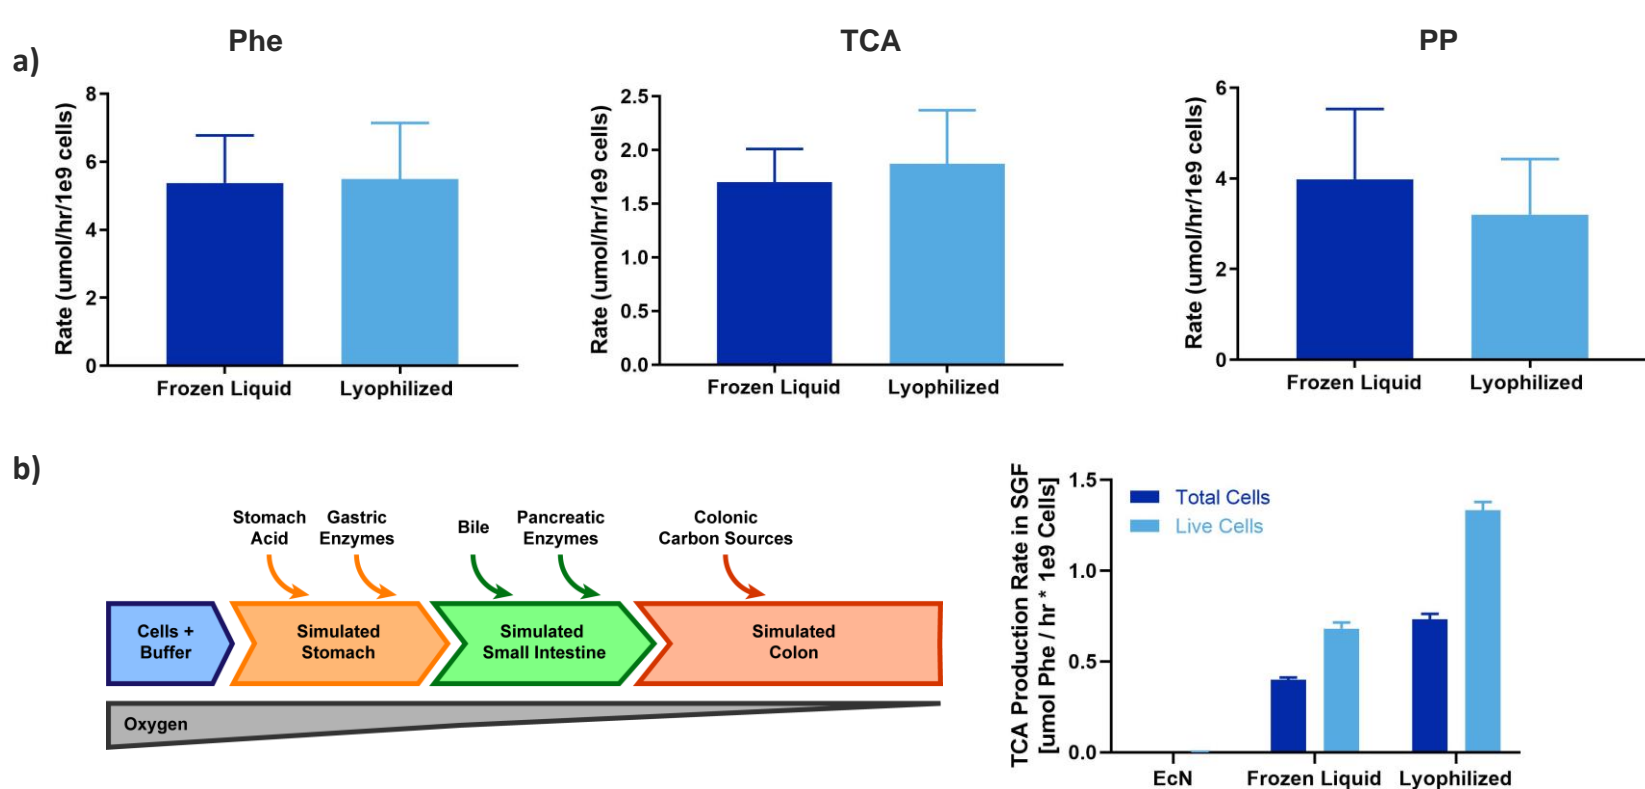 a)
Phe
Rate (umol/hr/1e9 cells)
8
6
4
2
0
Frozen Liquid
Lyophilized
TCA
Rate (umol/hr/1e9 cells)
2.5
2.0
1.5
1.0
0.5
0.0
Frozen Liquid
Lyophilized
PP
Rate (umol/hr/1e9 cells)
6
4
2
0
Frozen Liquid
Lyophilized
b)
Stomach
Acid
Gastric
Enzymes
Bile
Pancreatic
Enzymes
Colonic
Carbon Sources
Cells +
Buffer
Simulated
Stomach
Simulated
Small Intestine
Simulated
Colon
Oxygen
TCA Production Rate in SGF
[umol Phe / hr * 1e9 Cells]
1.5
1.0
0.5
0.0
Total Cells
Live Cells
EcN
Frozen Liquid
Lyophilized